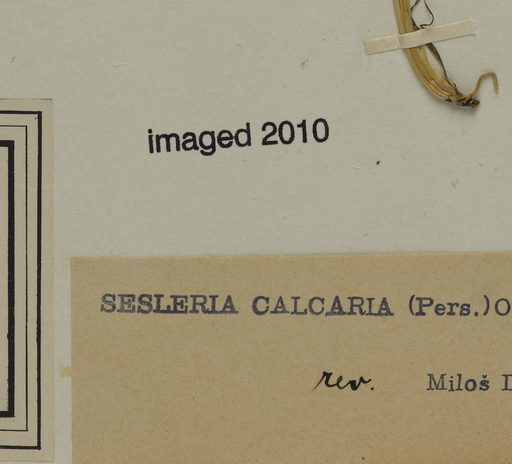 imaged 2010
SESLERIA CALCARIA (Pers.) O
rev. Miloš